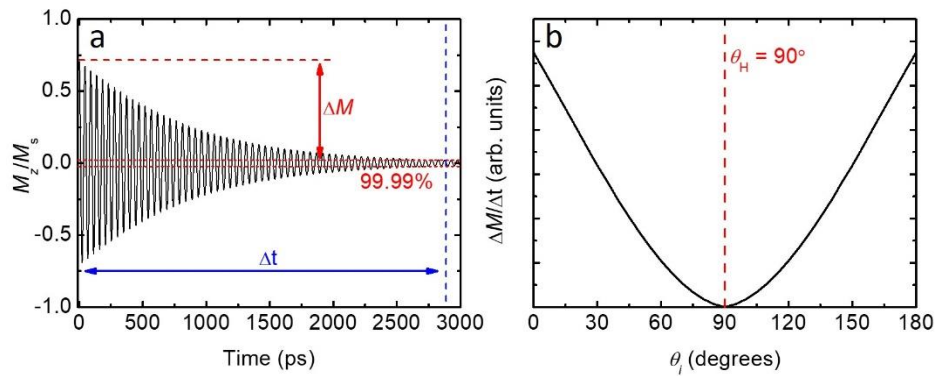 a
1.0
0.5
0.0
-0.5
-1.0
M_z/M_s
ΔM
99.99%
Δt
0 500 1000 1500 2000 2500 3000
Time (ps)
b
θ_H = 90°
ΔM/Δt (arb. units)
0 30 60 90 120 150 180
θ_i (degrees)